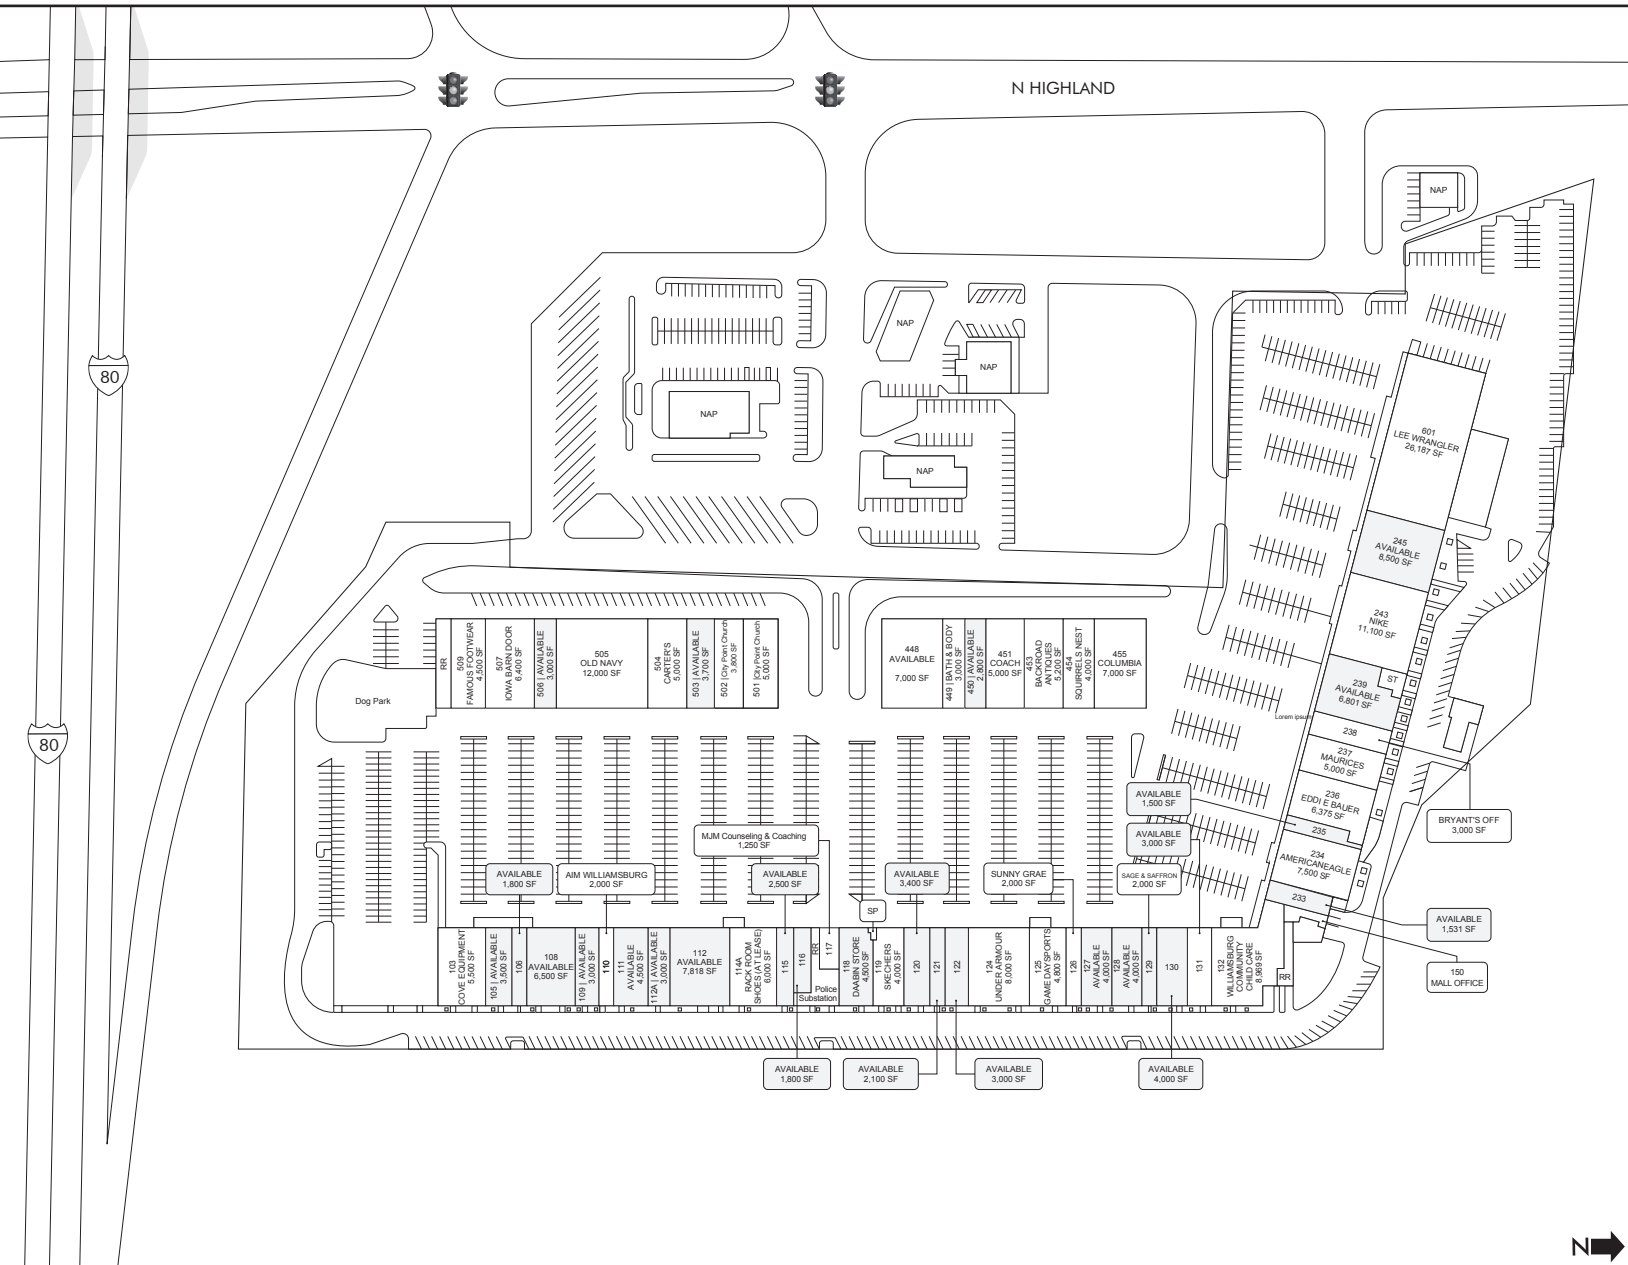 N HIGHLAND
NAP
80
NAP
NAP
NAP
NAP
601
LEE WRANGLER
26,187 SF
245
AVAILABLE
8,500 SF
243
NIKE
11,100 SF
239
AVAILABLE
6,801 SF
ST
Lorem ipsum
238
237
MAURICES
5,000 SF
236
EDDI E BAUER
6,375 SF
235
234
AMERICANEAGLE
7,500 SF
233
80
Dog Park
RR
509
FAMOUS FOOTWEAR
4,500 SF
507
IOWA BARN DOOR
6,400 SF
506 | AVAILABLE
3,000 SF
505
OLD NAVY
12,000 SF
504
CARTER'S
5,000 SF
503 | AVAILABLE
3,700 SF
502 |City Point Church
3,800 SF
501 |City Point Church
5,000 SF
448
AVAILABLE
7,000 SF
449 | BATH & BODY
3,000 SF
450 | AVAILABLE
2,800 SF
451
COACH
5,000 SF
453
BACKROAD
ANTIQUES
5,200 SF
454
SQUIRRELS NEST
4,000 SF
455
COLUMBIA
7,000 SF
AVAILABLE
1,500 SF
BRYANT'S OFF
3,000 SF
MJM Counseling & Coaching
1,250 SF
AVAILABLE
3,000 SF
AVAILABLE
1,800 SF
AIM WILLIAMSBURG
2,000 SF
AVAILABLE
2,500 SF
AVAILABLE
3,400 SF
SUNNY GRAE
2,000 SF
SAGE & SAFFRON
2,000 SF
SP
AVAILABLE
1,531 SF
150
MALL OFFICE
103
COVE EQUIPMENT
5,500 SF
105 | AVAILABLE
3,500 SF
106
108
AVAILABLE
6,500 SF
109 | AVAILABLE
3,000 SF
110
111
AVAILABLE
4,500 SF
112A | AVAILABLE
3,000 SF
112
AVAILABLE
7,818 SF
114A
RACK ROOM
SHOES (AT LEASE)
6,000 SF
115
116
RR
117
Police
Substation
118
DAABIN STORE
4,500 SF
119
SKECHERS
4,000 SF
120
121
122
124
UNDER ARMOUR
8,000 SF
125
GAMEDAYSPORTS
4,800 SF
126
127
AVAILABLE
4,000 SF
128
AVAILABLE
4,000 SF
129
130
131
132
WILLIAMSBURG
COMMUNITY
CHILD CARE
8,969 SF
RR
AVAILABLE
1,800 SF
AVAILABLE
2,100 SF
AVAILABLE
3,000 SF
AVAILABLE
4,000 SF
N